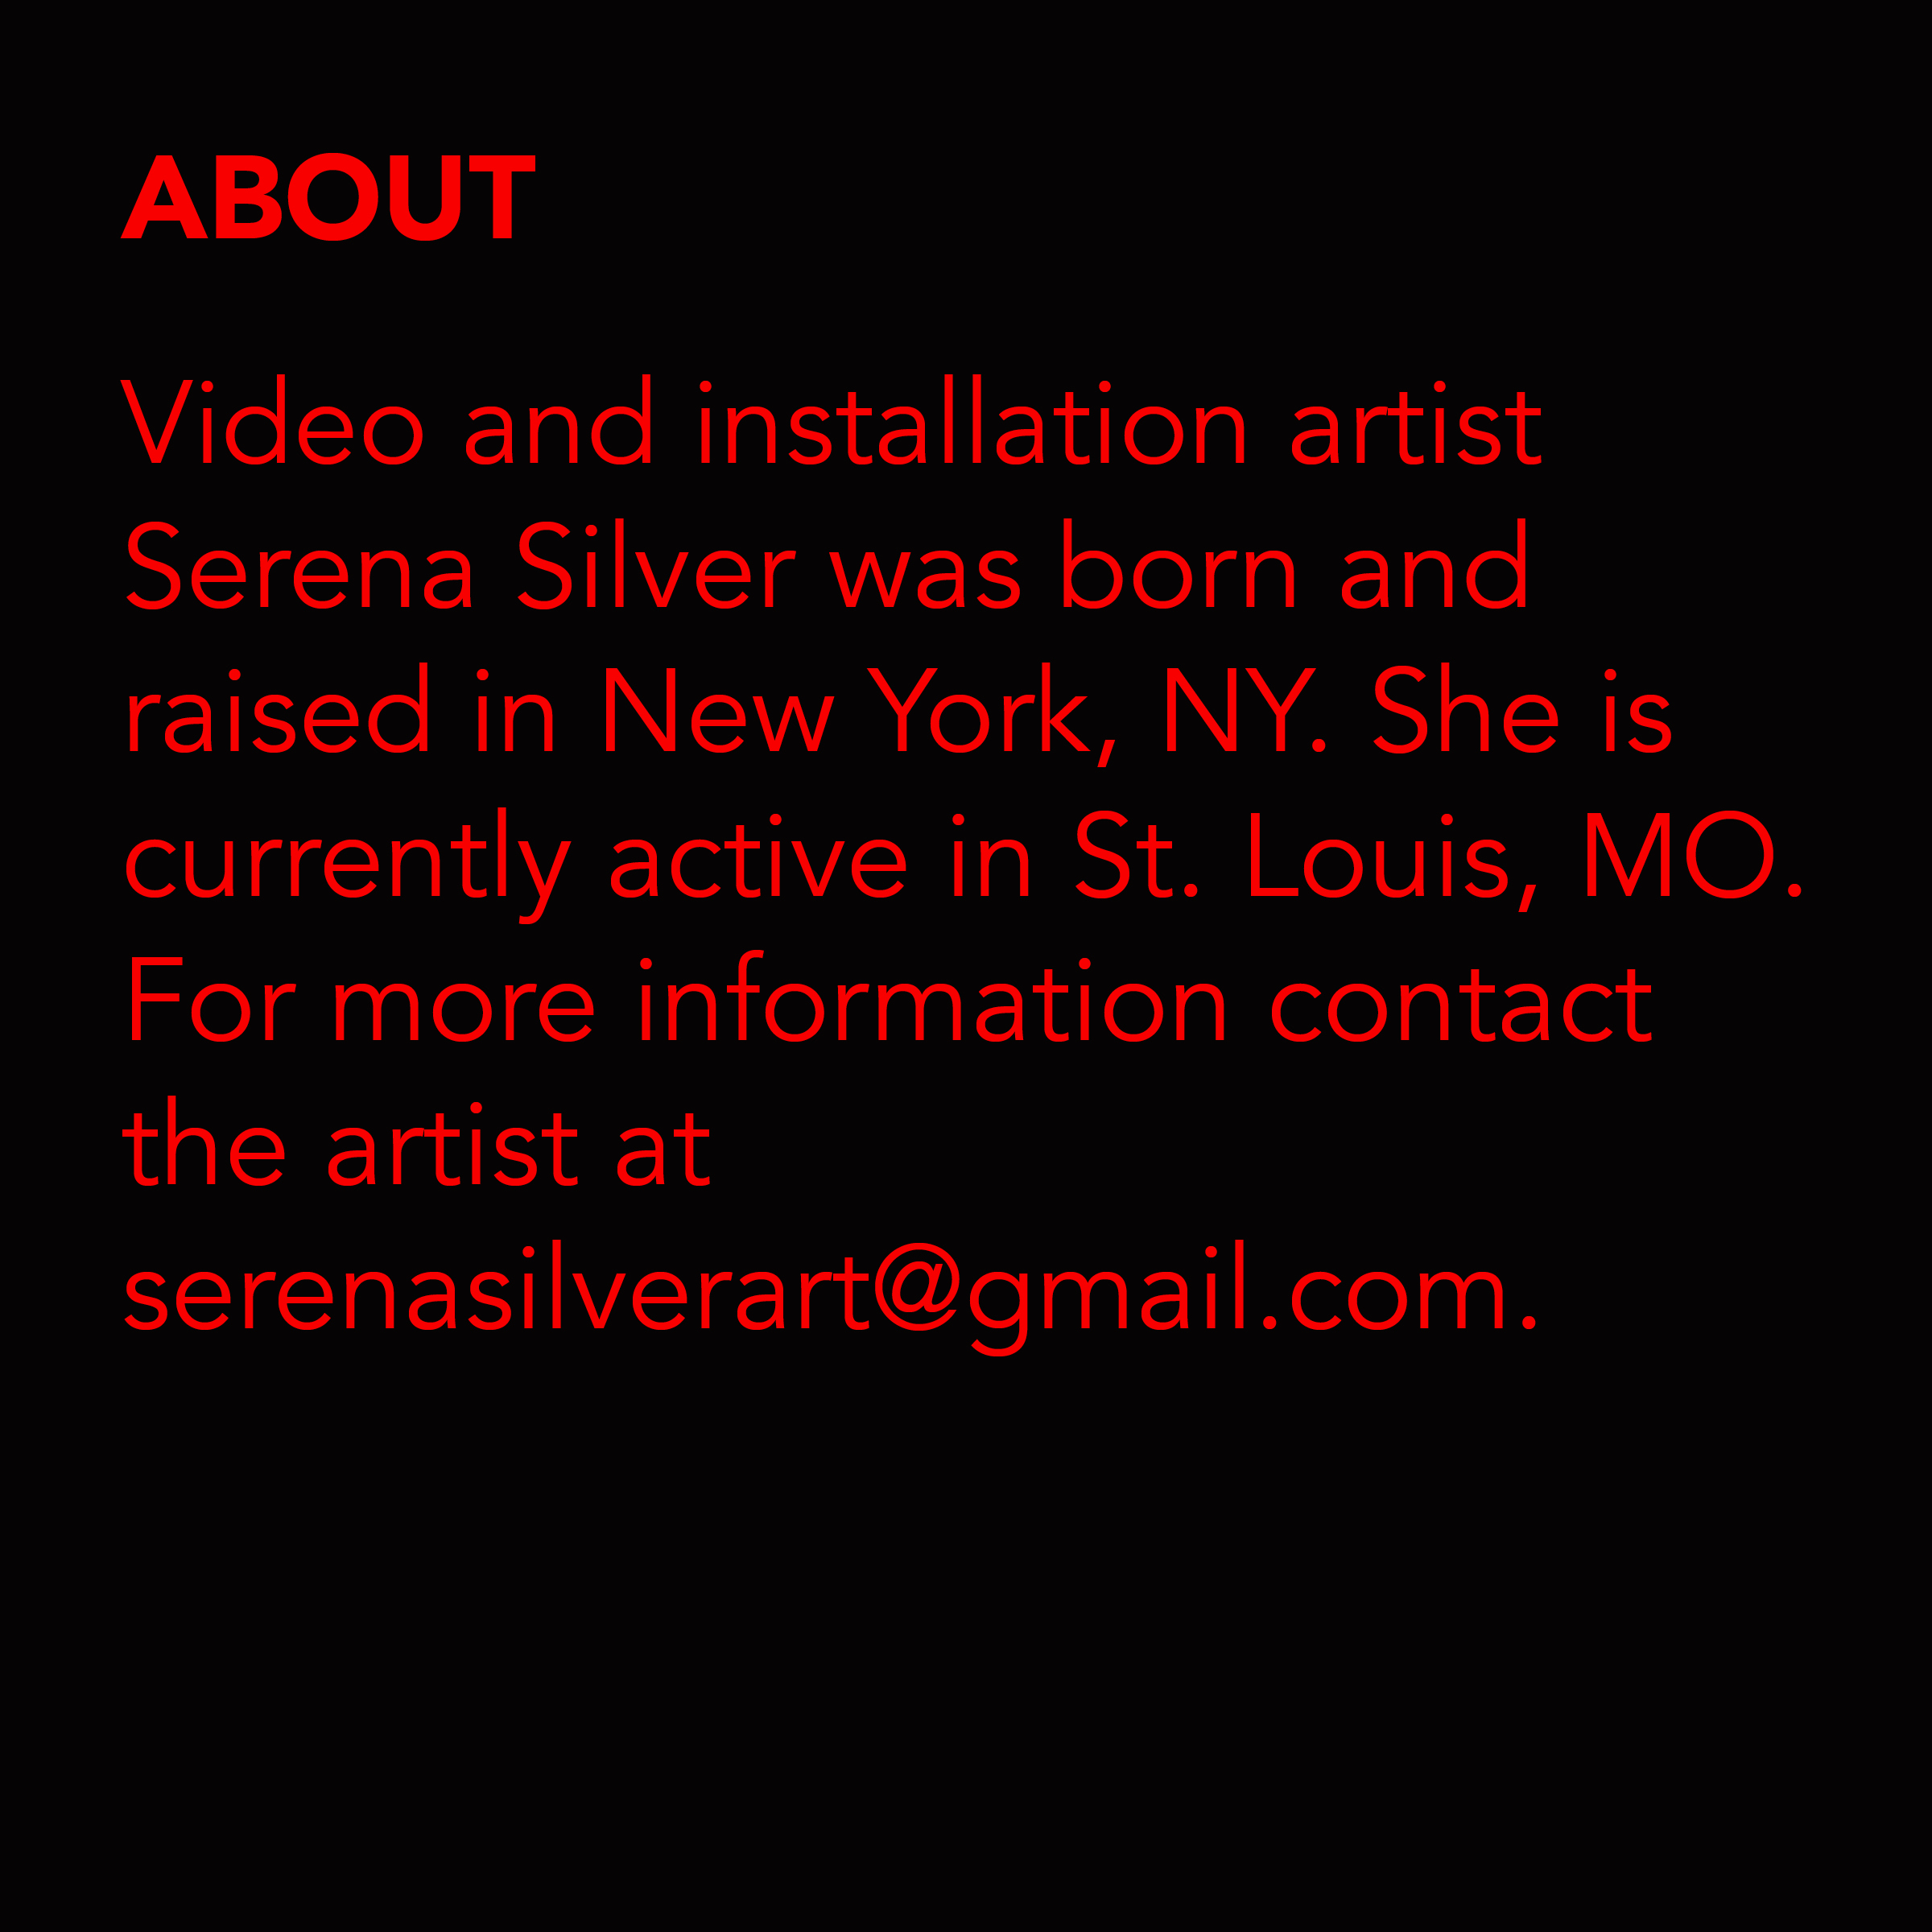 ABOUT
Video and installation artist
Serena Silver was born and
raised in New York, NY. She is
currently active in St. Louis, MO.
For more information contact
the artist at
serenasilverart@gmail.com.